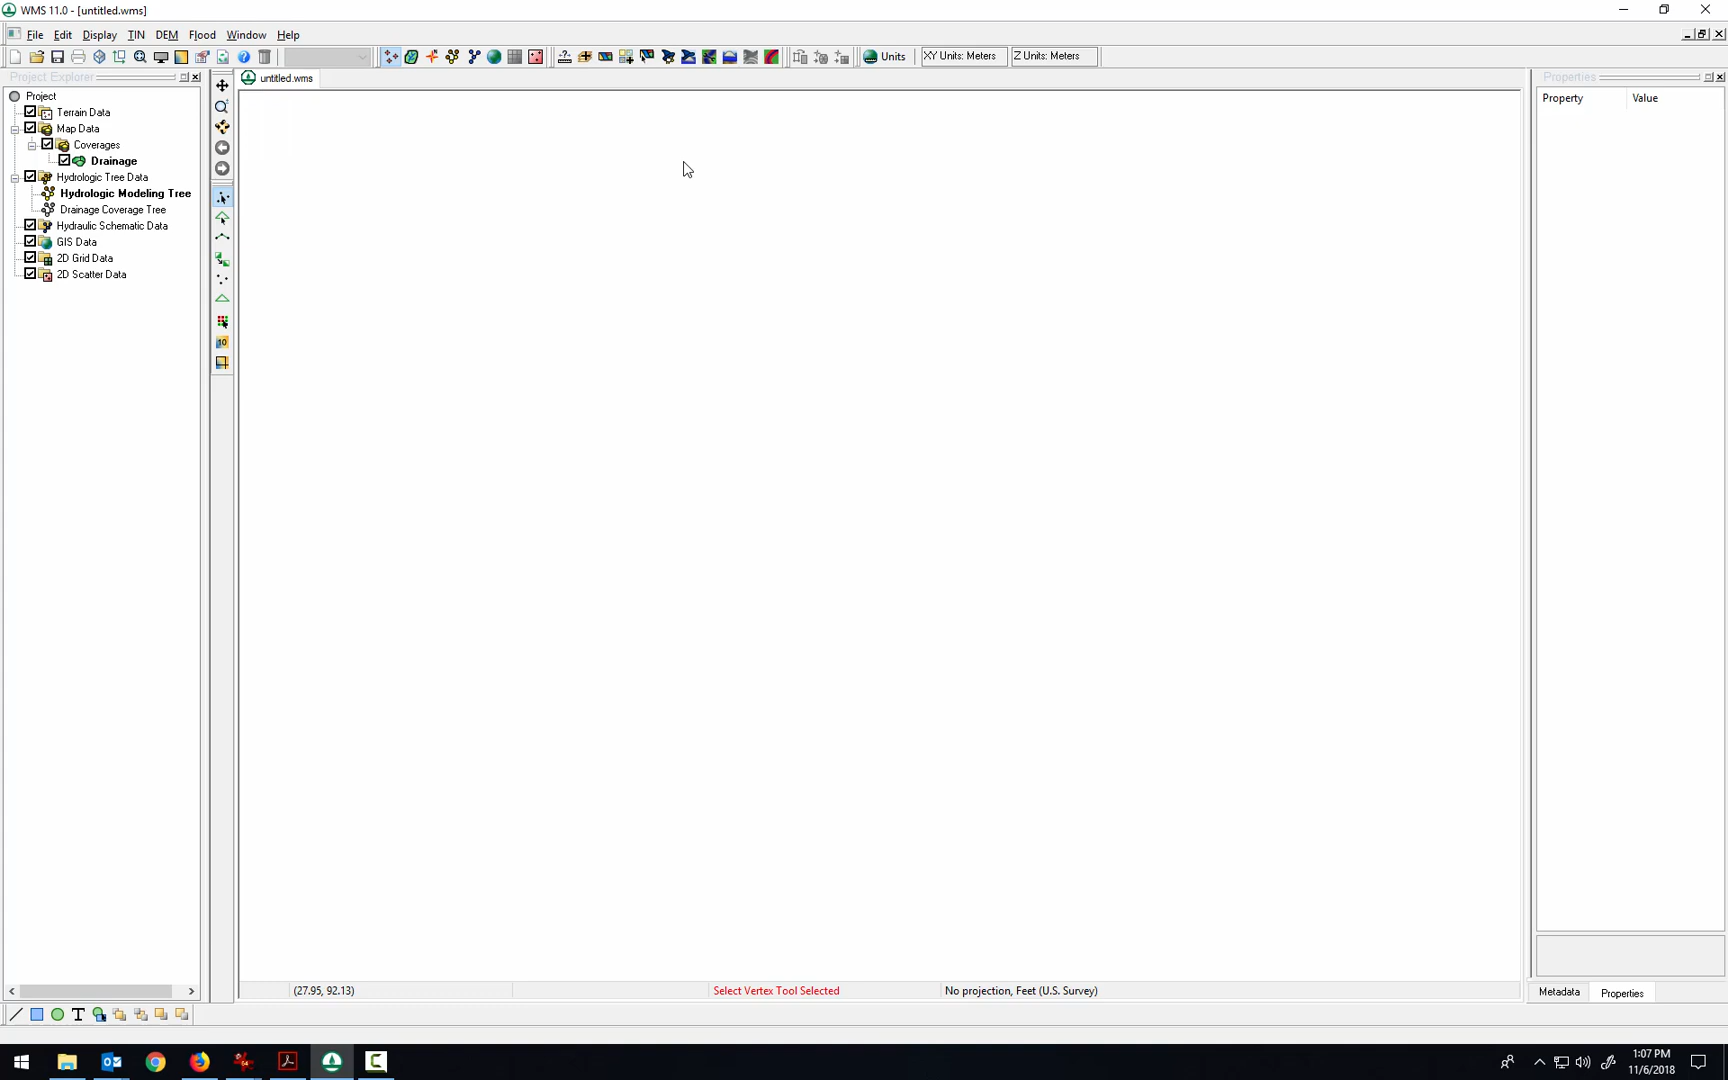 WMS 11.0 - [untitled.wms]
File Edit Display TIN DEM Flood Window Help
Units XY Units: Meters Z Units: Meters
Project Explorer
untitled.wms
Properties
Project
Property Value
Terrain Data
Map Data
Coverages
Drainage
Hydrologic Tree Data
Hydrologic Modeling Tree
Drainage Coverage Tree
Hydraulic Schematic Data
GIS Data
2D Grid Data
2D Scatter Data
10
(27.95, 92.13) Select Vertex Tool Selected No projection, Feet (U.S. Survey)
Metadata Properties
T
1:07 PM
11/6/2018